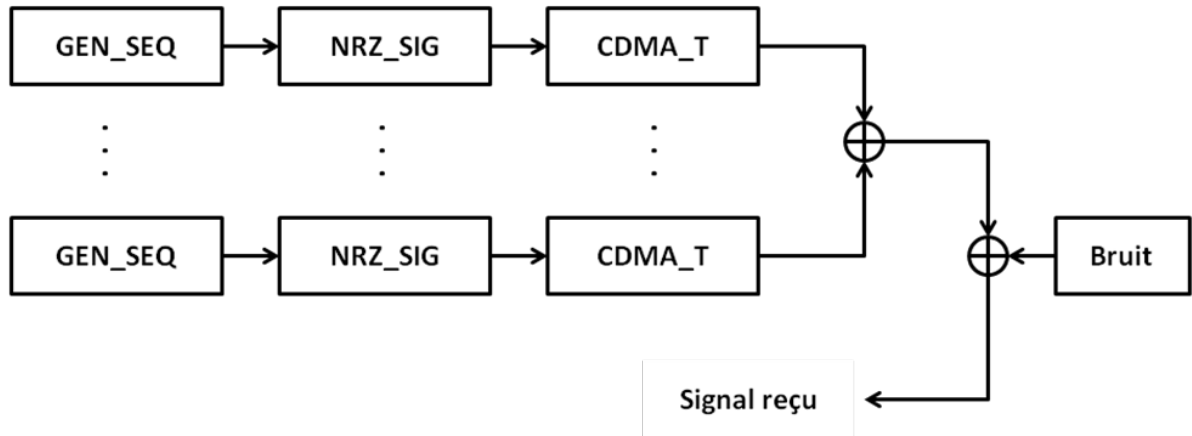 GEN_SEQ
NRZ_SIG
CDMA_T
GEN_SEQ
NRZ_SIG
CDMA_T
Bruit
Signal reçu